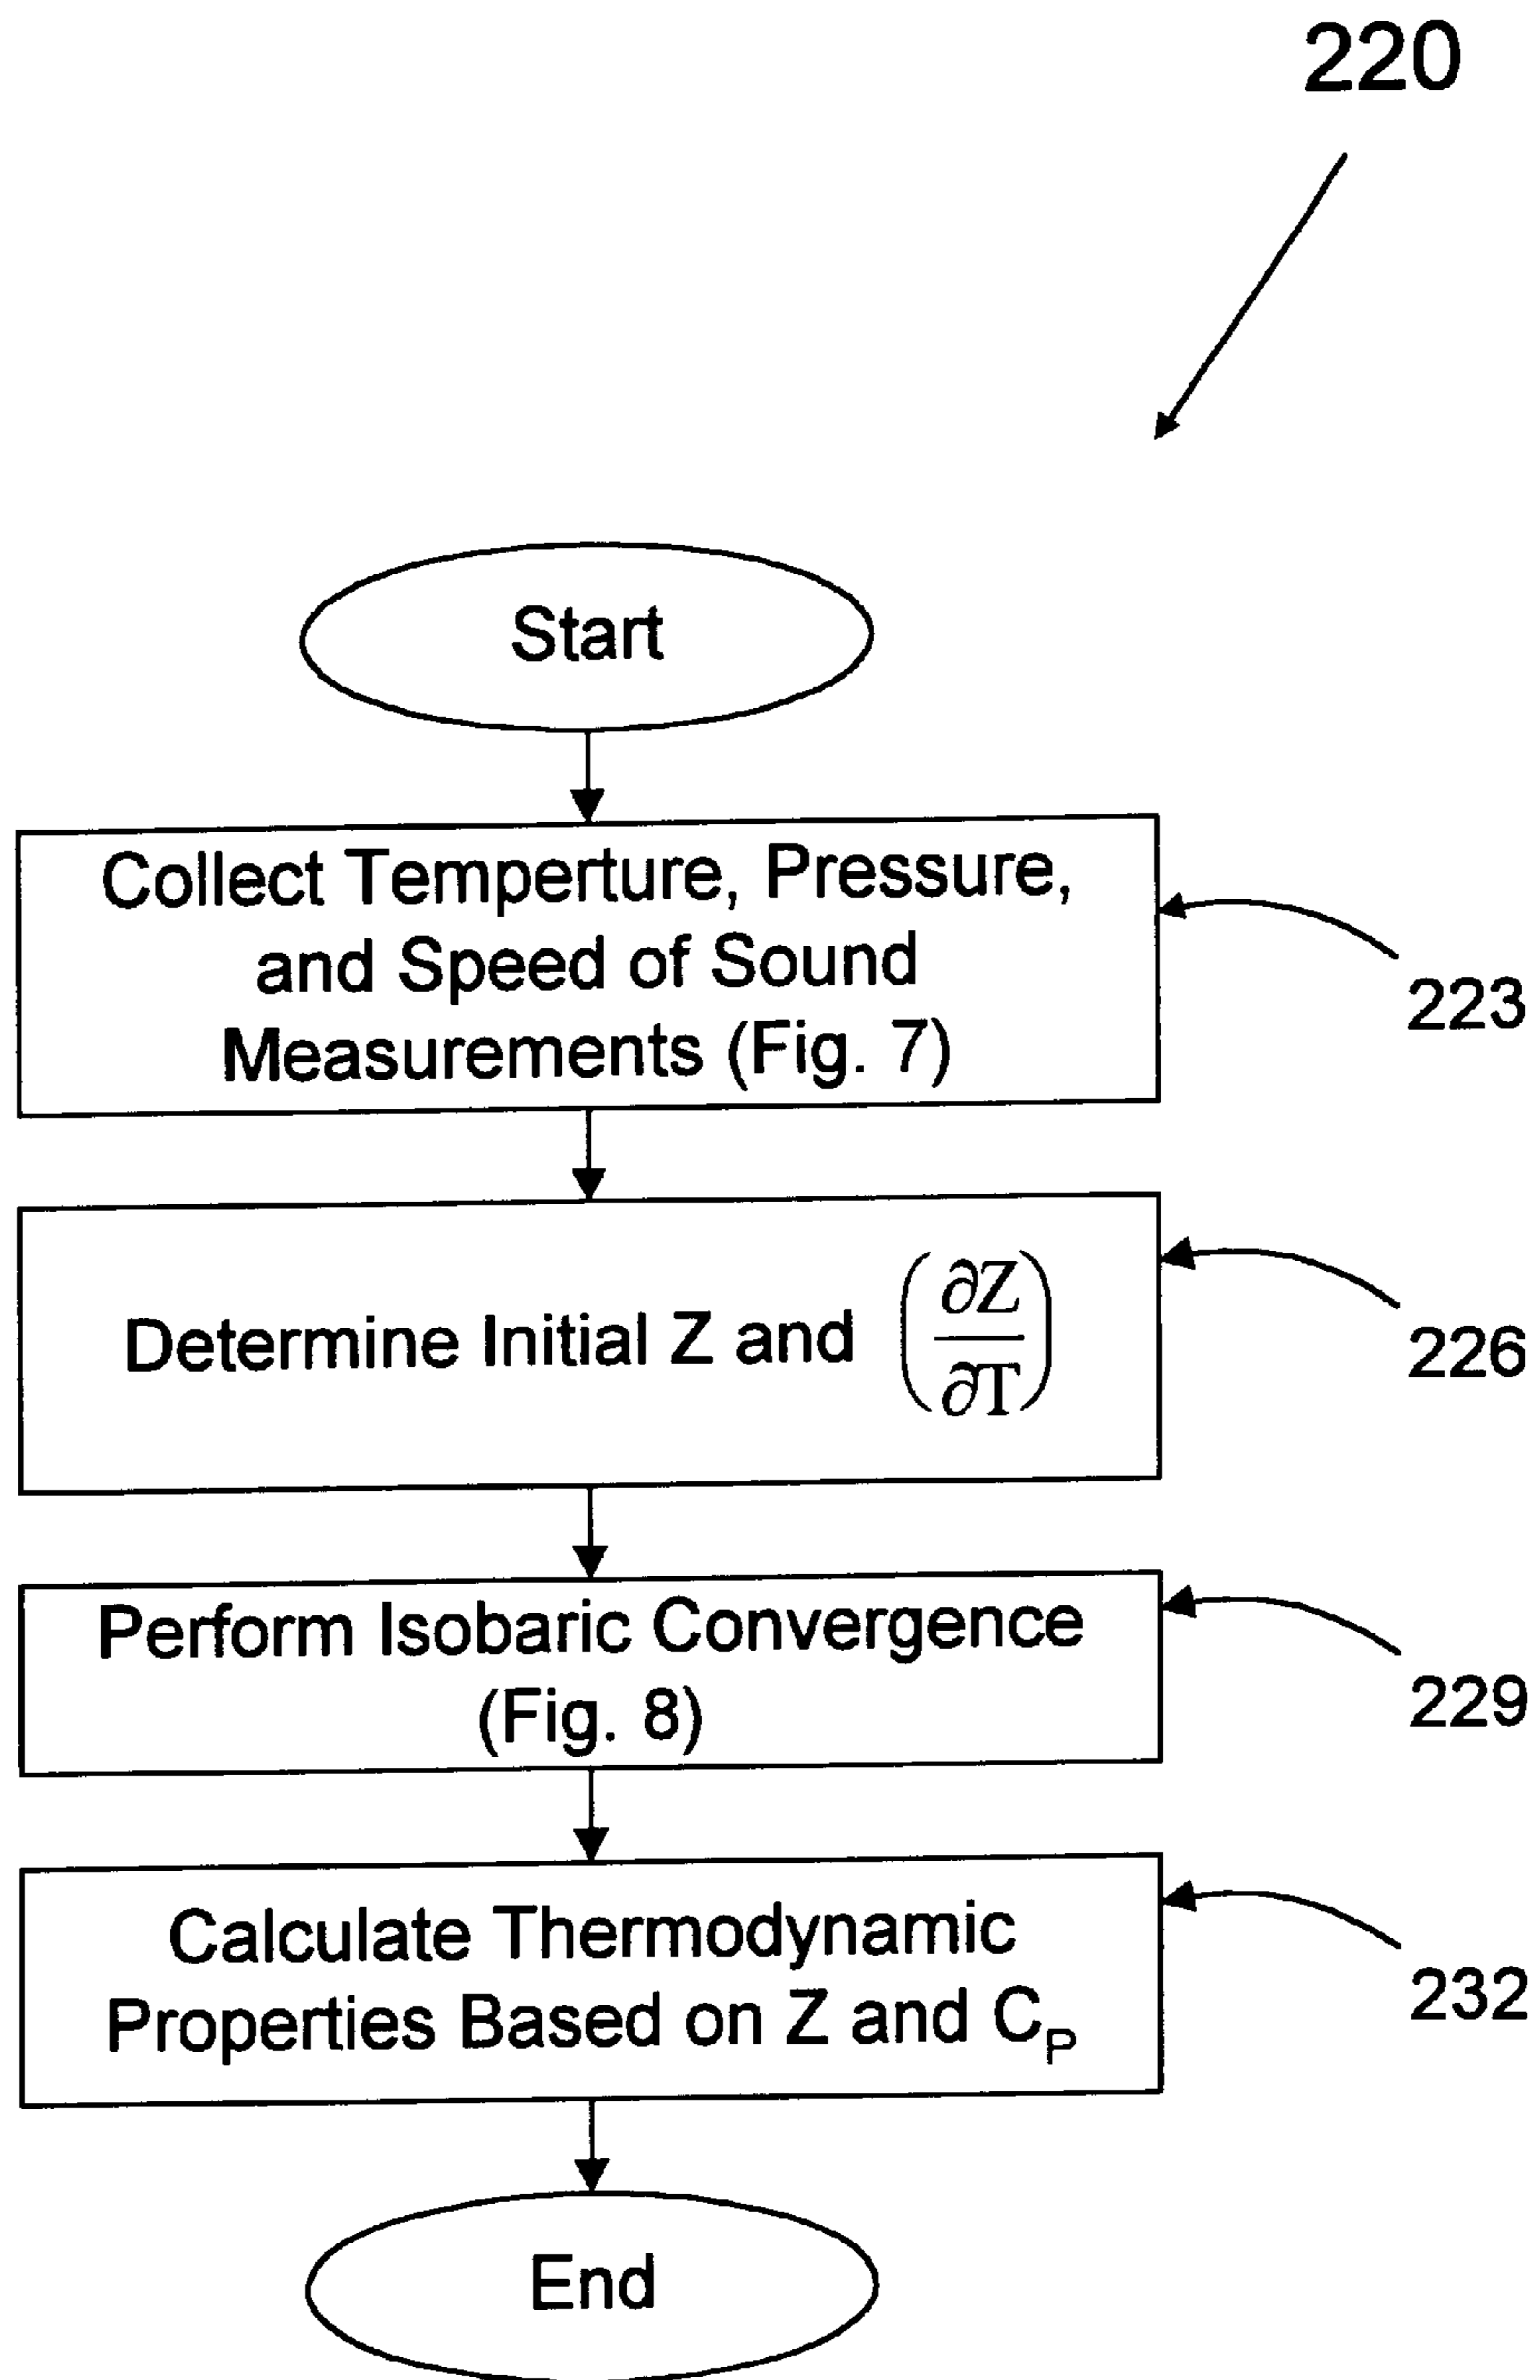 220
Start
Collect Temperture, Pressure,
and Speed of Sound
Measurements (Fig. 7)
223
Determine Initial Z and (∂Z/∂T)
226
Perform Isobaric Convergence
(Fig. 8)
229
Calculate Thermodynamic
Properties Based on Z and C_P
232
End